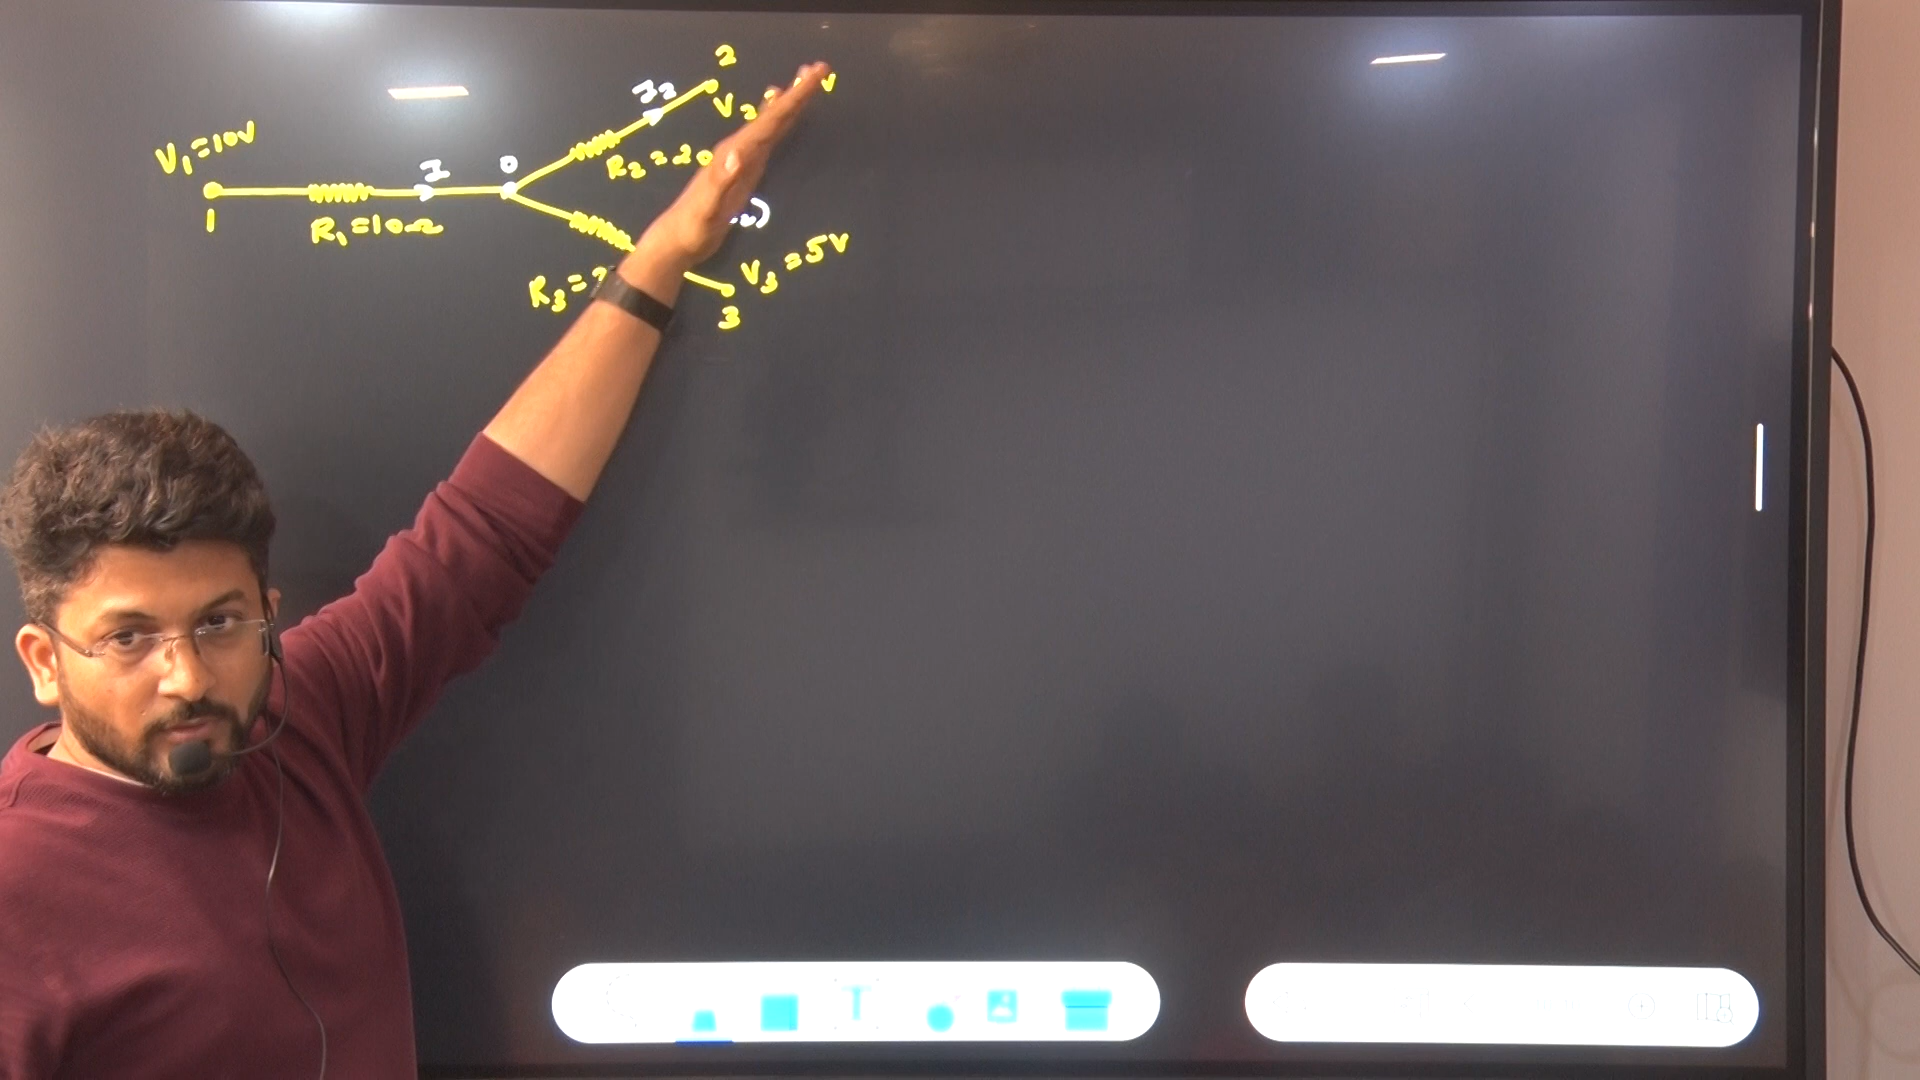 V₁=10V
1
R₁=10Ω
I
0
I₂
2
R₂=20
V₃=5V
3
R₃=